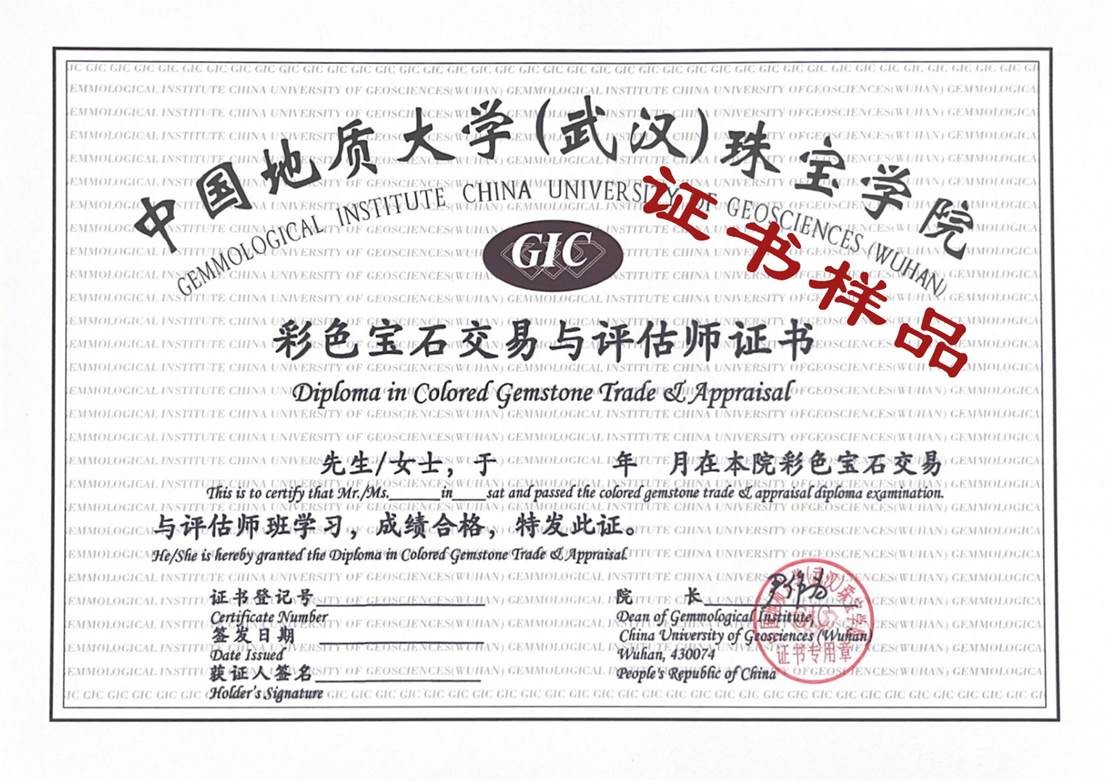 中国地质大学(武汉)珠宝学院
GEMMOLOGICAL INSTITUTE CHINA UNIVERSITY OF GEOSCIENCES (WUHAN)
证书样品
GIC
彩色宝石交易与评估师证书
Diploma in Colored Gemstone Trade & Appraisal
先生/女士，于 年 月在本院彩色宝石交易
This is to certify that Mr./Ms.______in____sat and passed the colored gemstone trade & appraisal diploma examination.
与评估师班学习，成绩合格，特发此证。
He/She is hereby granted the Diploma in Colored Gemstone Trade & Appraisal.
证书登记号
Certificate Number
签发日期
Date Issued
获证人签名
Holder's Signature
院 长
Dean of Gemmological Institute,
China University of Geosciences (Wuhan)
Wuhan, 430074
People's Republic of China
证书专用章